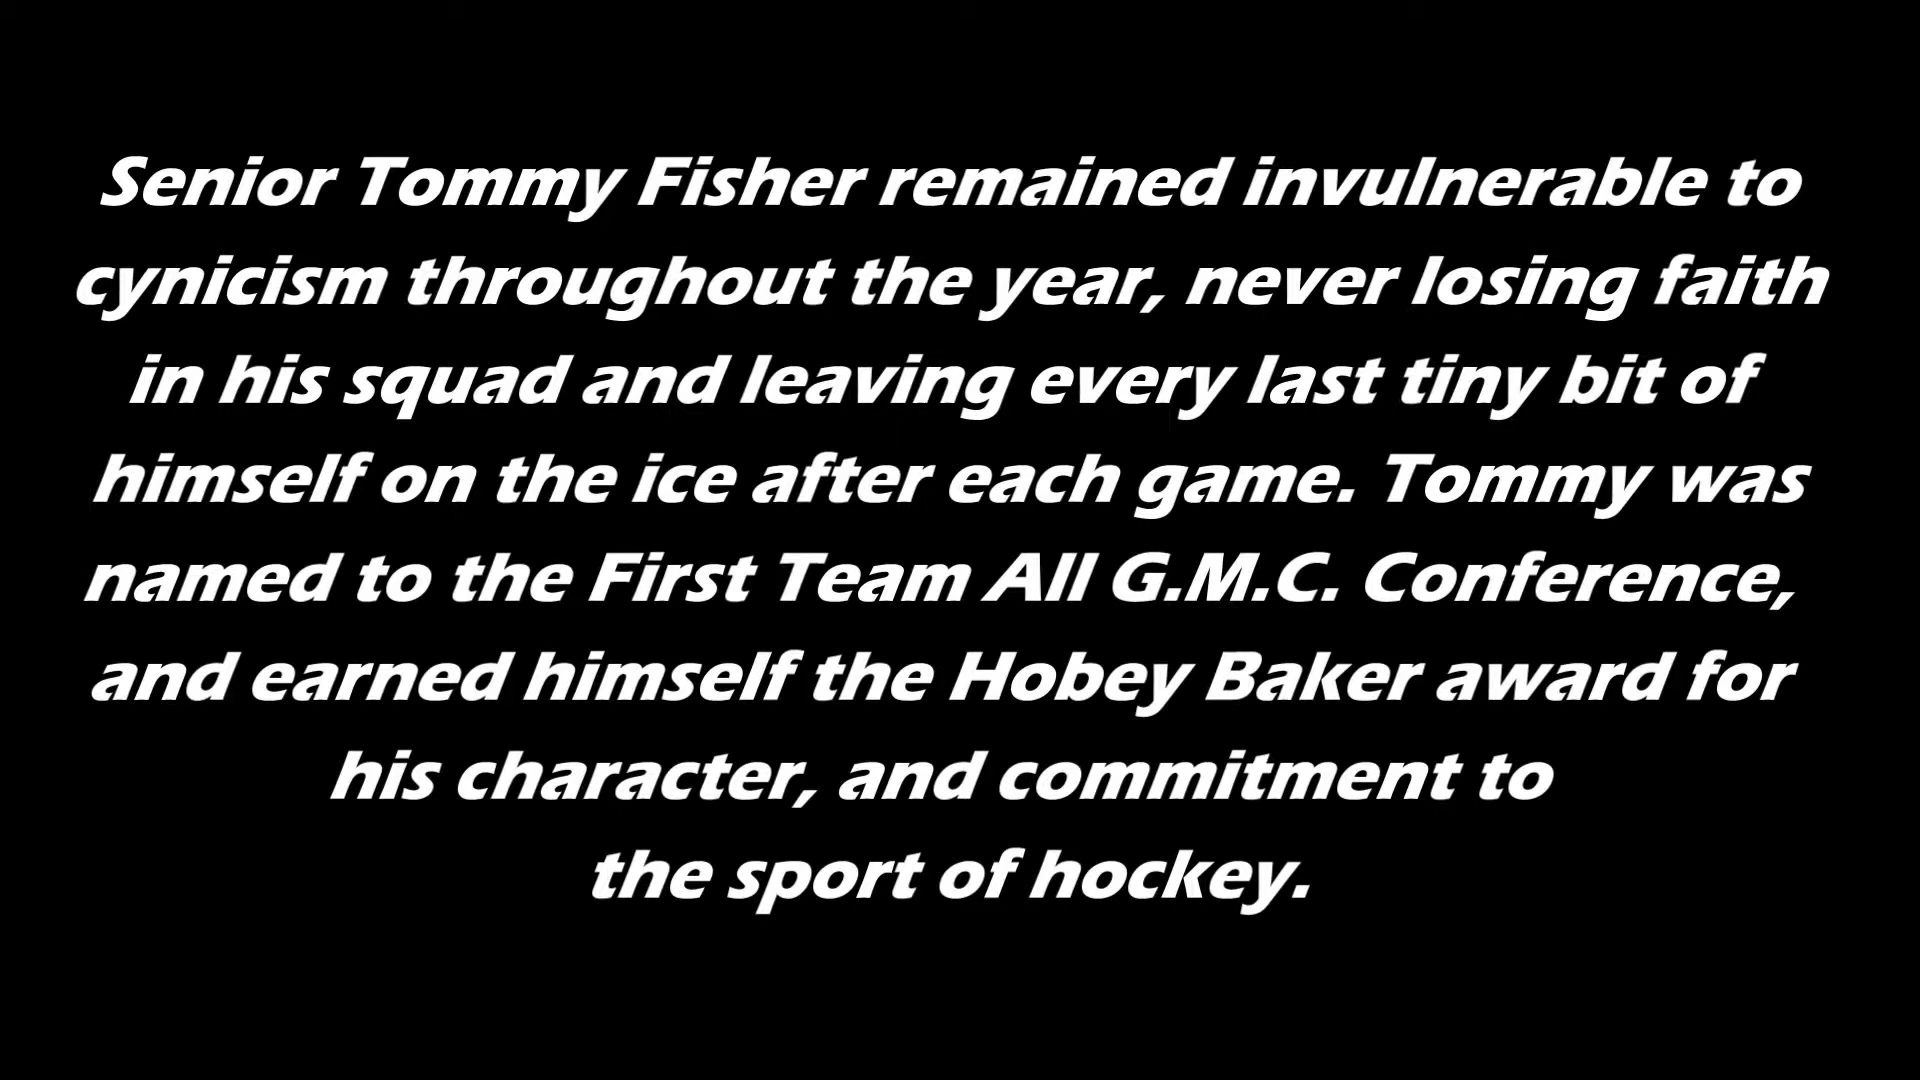 Senior Tommy Fisher remained invulnerable to
cynicism throughout the year, never losing faith
in his squad and leaving every last tiny bit of
himself on the ice after each game. Tommy was
named to the First Team All G.M.C. Conference,
and earned himself the Hobey Baker award for
his character, and commitment to
the sport of hockey.